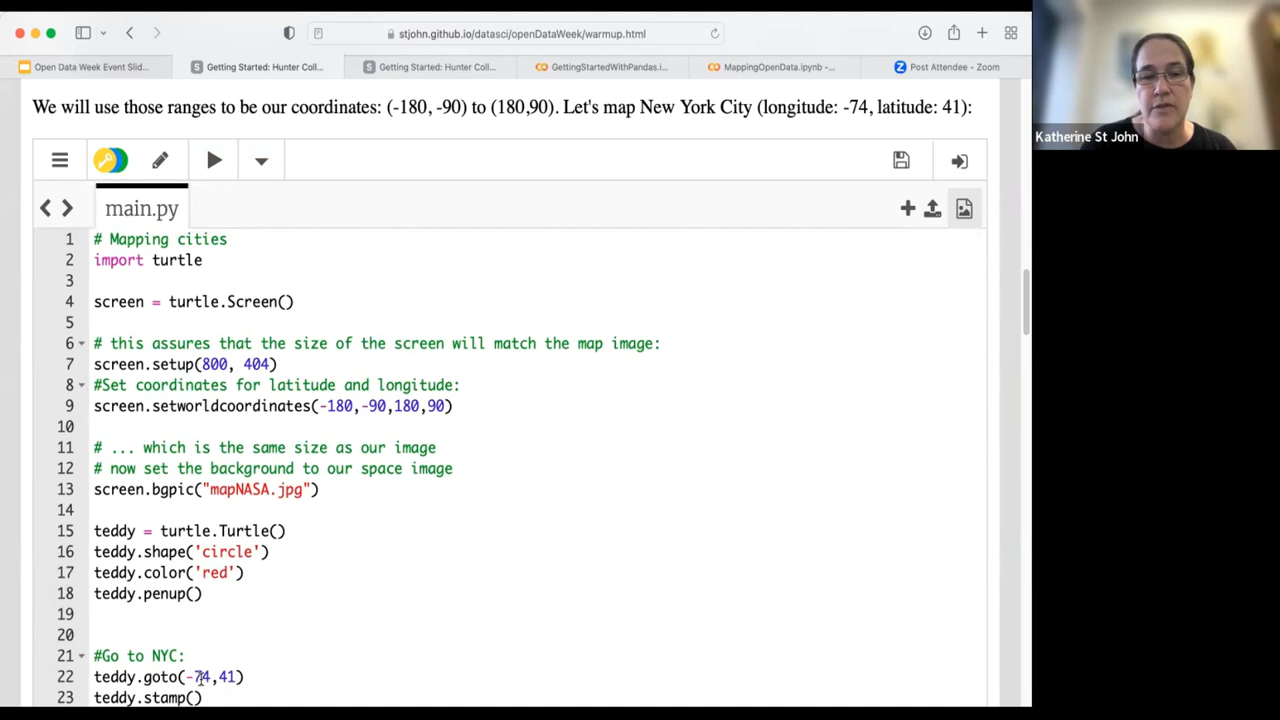 stjohn.github.io/datasci/openDataWeek/warmup.html
Open Data Week Event Slid...
Getting Started: Hunter Coll...
Getting Started: Hunter Coll...
GettingStartedWithPandas.i...
MappingOpenData.ipynb -...
Post Attendee - Zoom
Katherine St John
We will use those ranges to be our coordinates: (-180, -90) to (180,90). Let's map New York City (longitude: -74, latitude: 41):
main.py
1 # Mapping cities
2 import turtle
3
4 screen = turtle.Screen()
5
6 # this assures that the size of the screen will match the map image:
7 screen.setup(800, 404)
8 #Set coordinates for latitude and longitude:
9 screen.setworldcoordinates(-180,-90,180,90)
10
11 # ... which is the same size as our image
12 # now set the background to our space image
13 screen.bgpic("mapNASA.jpg")
14
15 teddy = turtle.Turtle()
16 teddy.shape('circle')
17 teddy.color('red')
18 teddy.penup()
19
20
21 #Go to NYC:
22 teddy.goto(-74,41)
23 teddy.stamp()